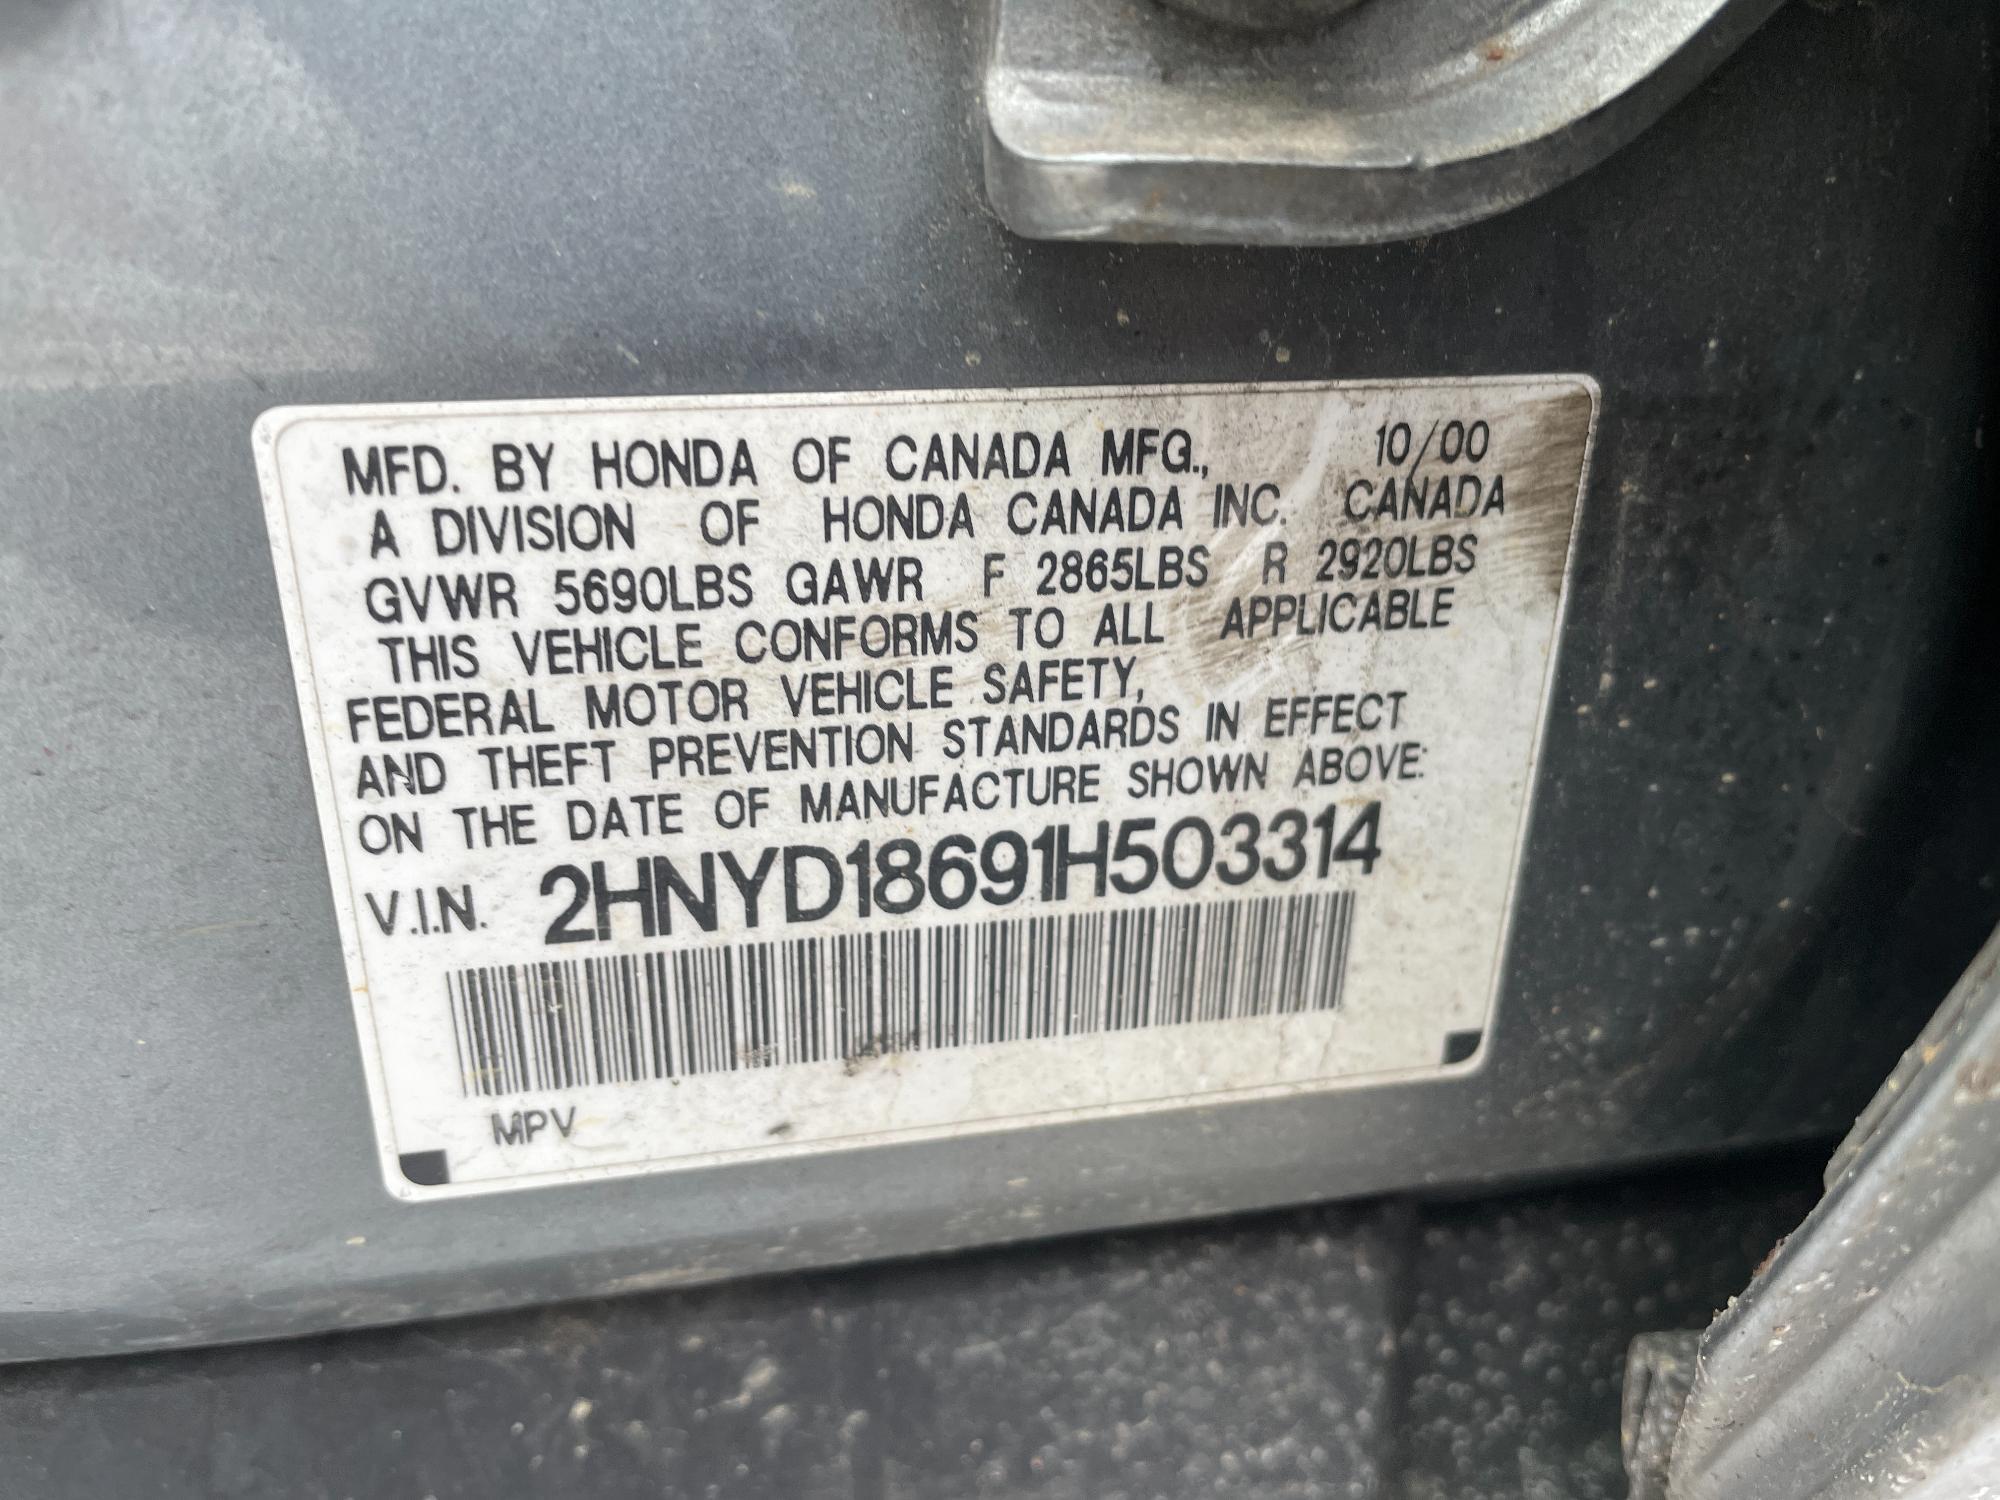 MFD. BY HONDA OF CANADA MFG., 10/00
A DIVISION OF HONDA CANADA INC. CANADA
GVWR 5690LBS GAWR F 2865LBS R 2920LBS
THIS VEHICLE CONFORMS TO ALL APPLICABLE
FEDERAL MOTOR VEHICLE SAFETY,
AND THEFT PREVENTION STANDARDS IN EFFECT
ON THE DATE OF MANUFACTURE SHOWN ABOVE:
V.I.N. 2HNYD18691H503314
MPV